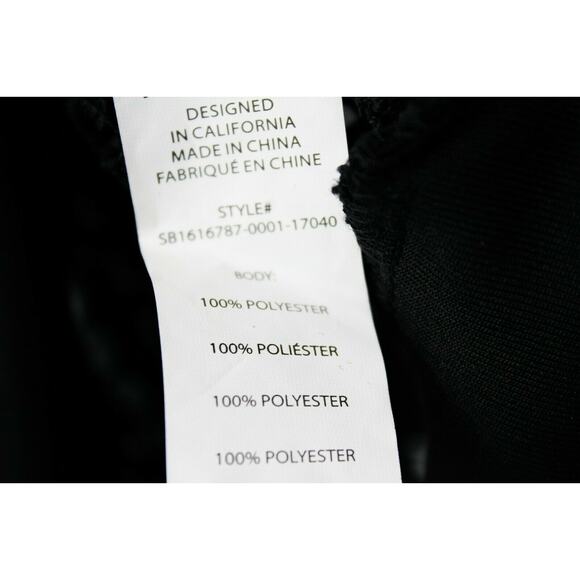 DESIGNED
IN CALIFORNIA
MADE IN CHINA
FABRIQUÉ EN CHINE
STYLE#
SB1616787-0001-17040
BODY:
100% POLYESTER
100% POLIÉSTER
100% POLYESTER
100% POLYESTER